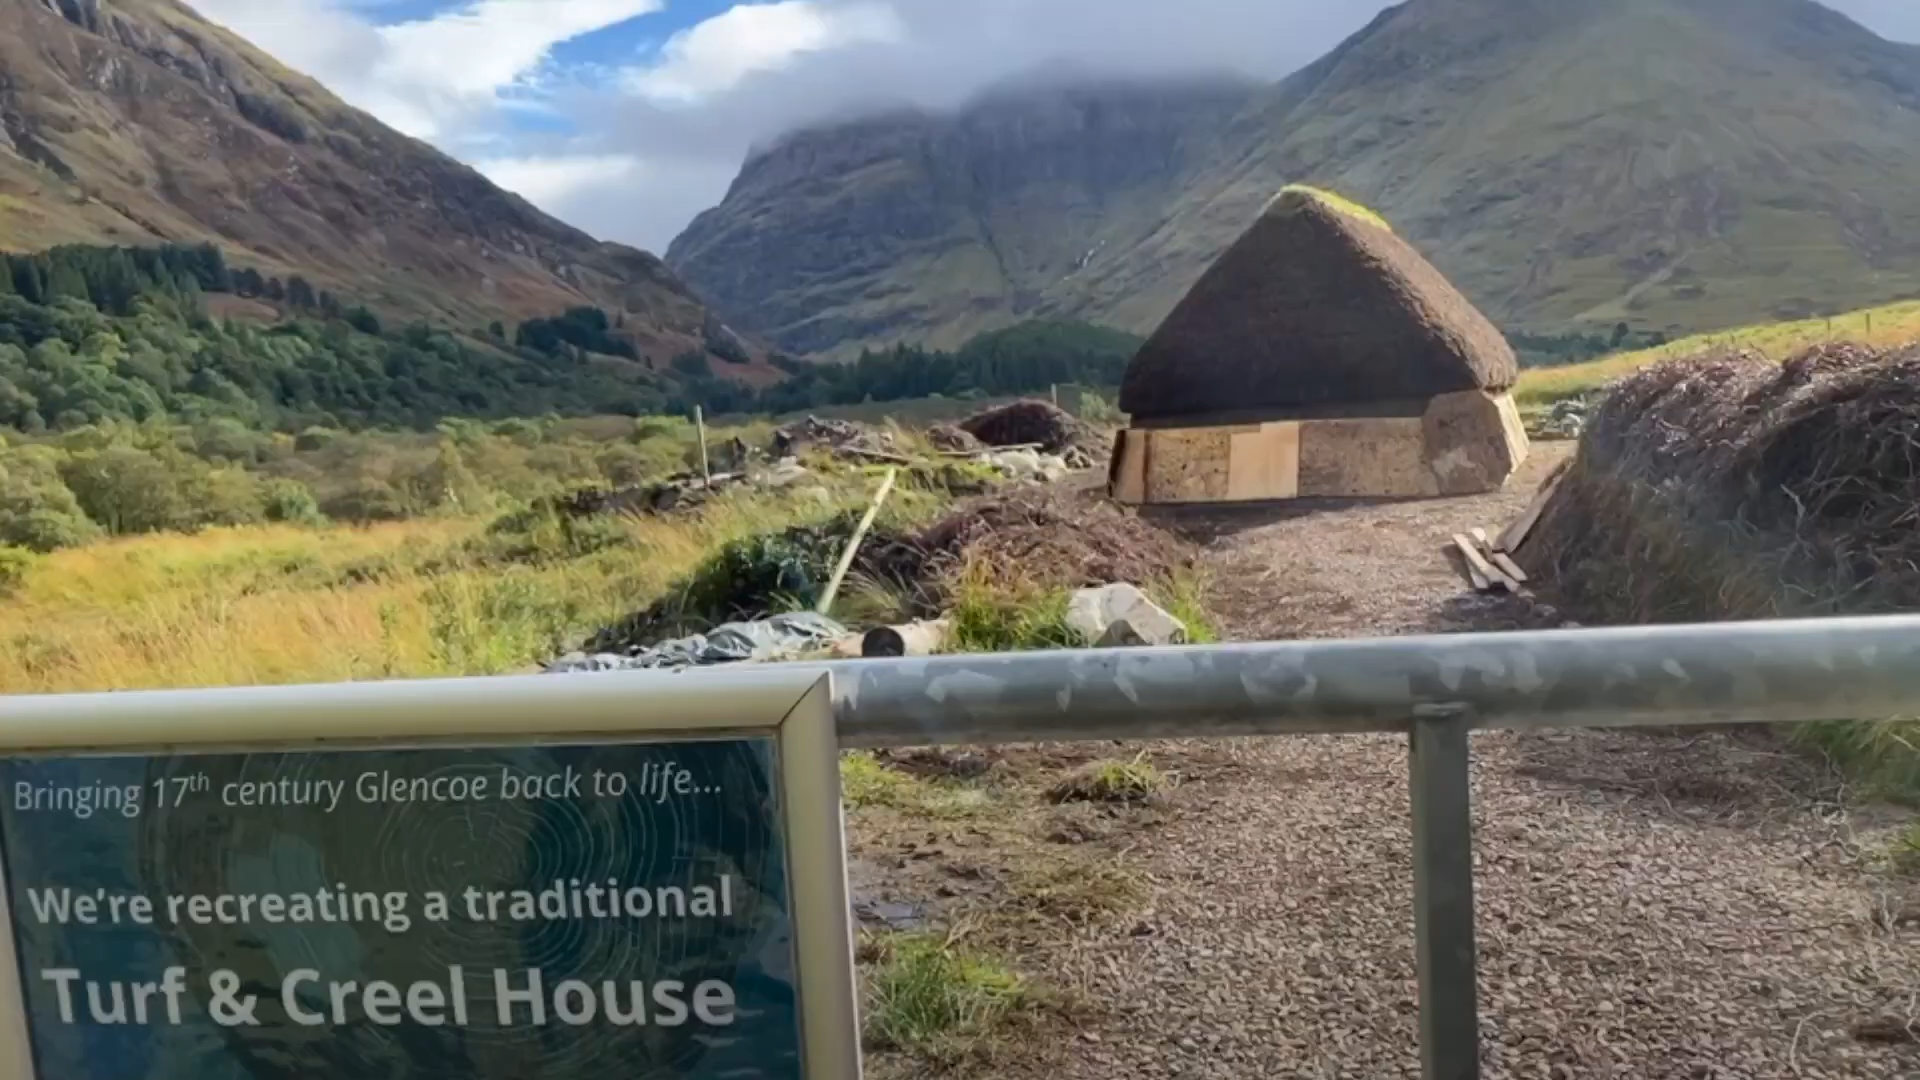 Bringing 17th century Glencoe back to life...
We're recreating a traditional
Turf & Creel House